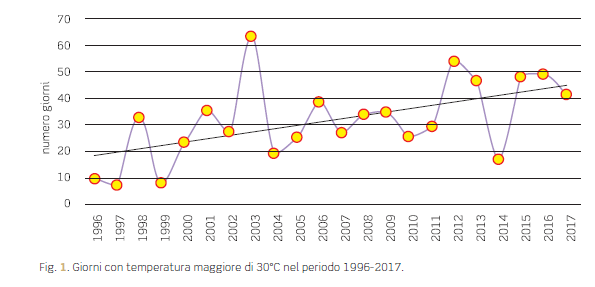 70
60
50
40
30
20
10
0
numero giorni
1996 1997 1998 1999 2000 2001 2002 2003 2004 2005 2006 2007 2008 2009 2010 2011 2012 2013 2014 2015 2016 2017
Fig. 1. Giorni con temperatura maggiore di 30°C nel periodo 1996-2017.